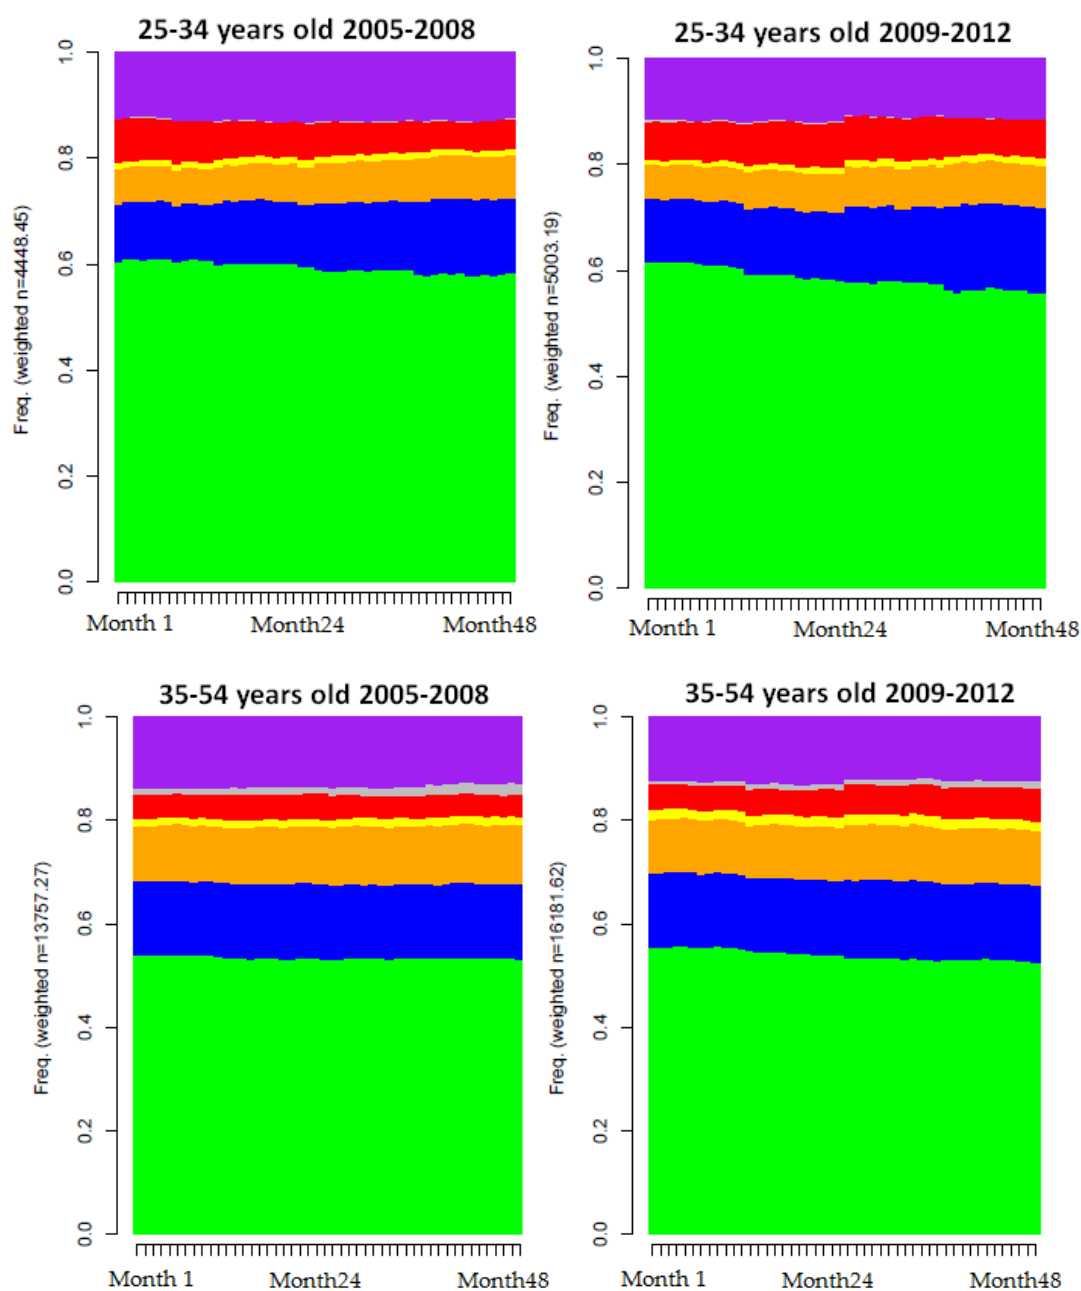 25-34 years old 2005-2008
Freq. (weighted n=4448.45)
1.0
0.8
0.6
0.4
0.2
0.0
Month 1 Month24 Month48
25-34 years old 2009-2012
Freq. (weighted n=5003.19)
1.0
0.8
0.6
0.4
0.2
0.0
Month 1 Month24 Month48
35-54 years old 2005-2008
Freq. (weighted n=13757.27)
1.0
0.8
0.6
0.4
0.2
0.0
Month 1 Month24 Month48
35-54 years old 2009-2012
Freq. (weighted n=16181.62)
1.0
0.8
0.6
0.4
0.2
0.0
Month 1 Month24 Month48